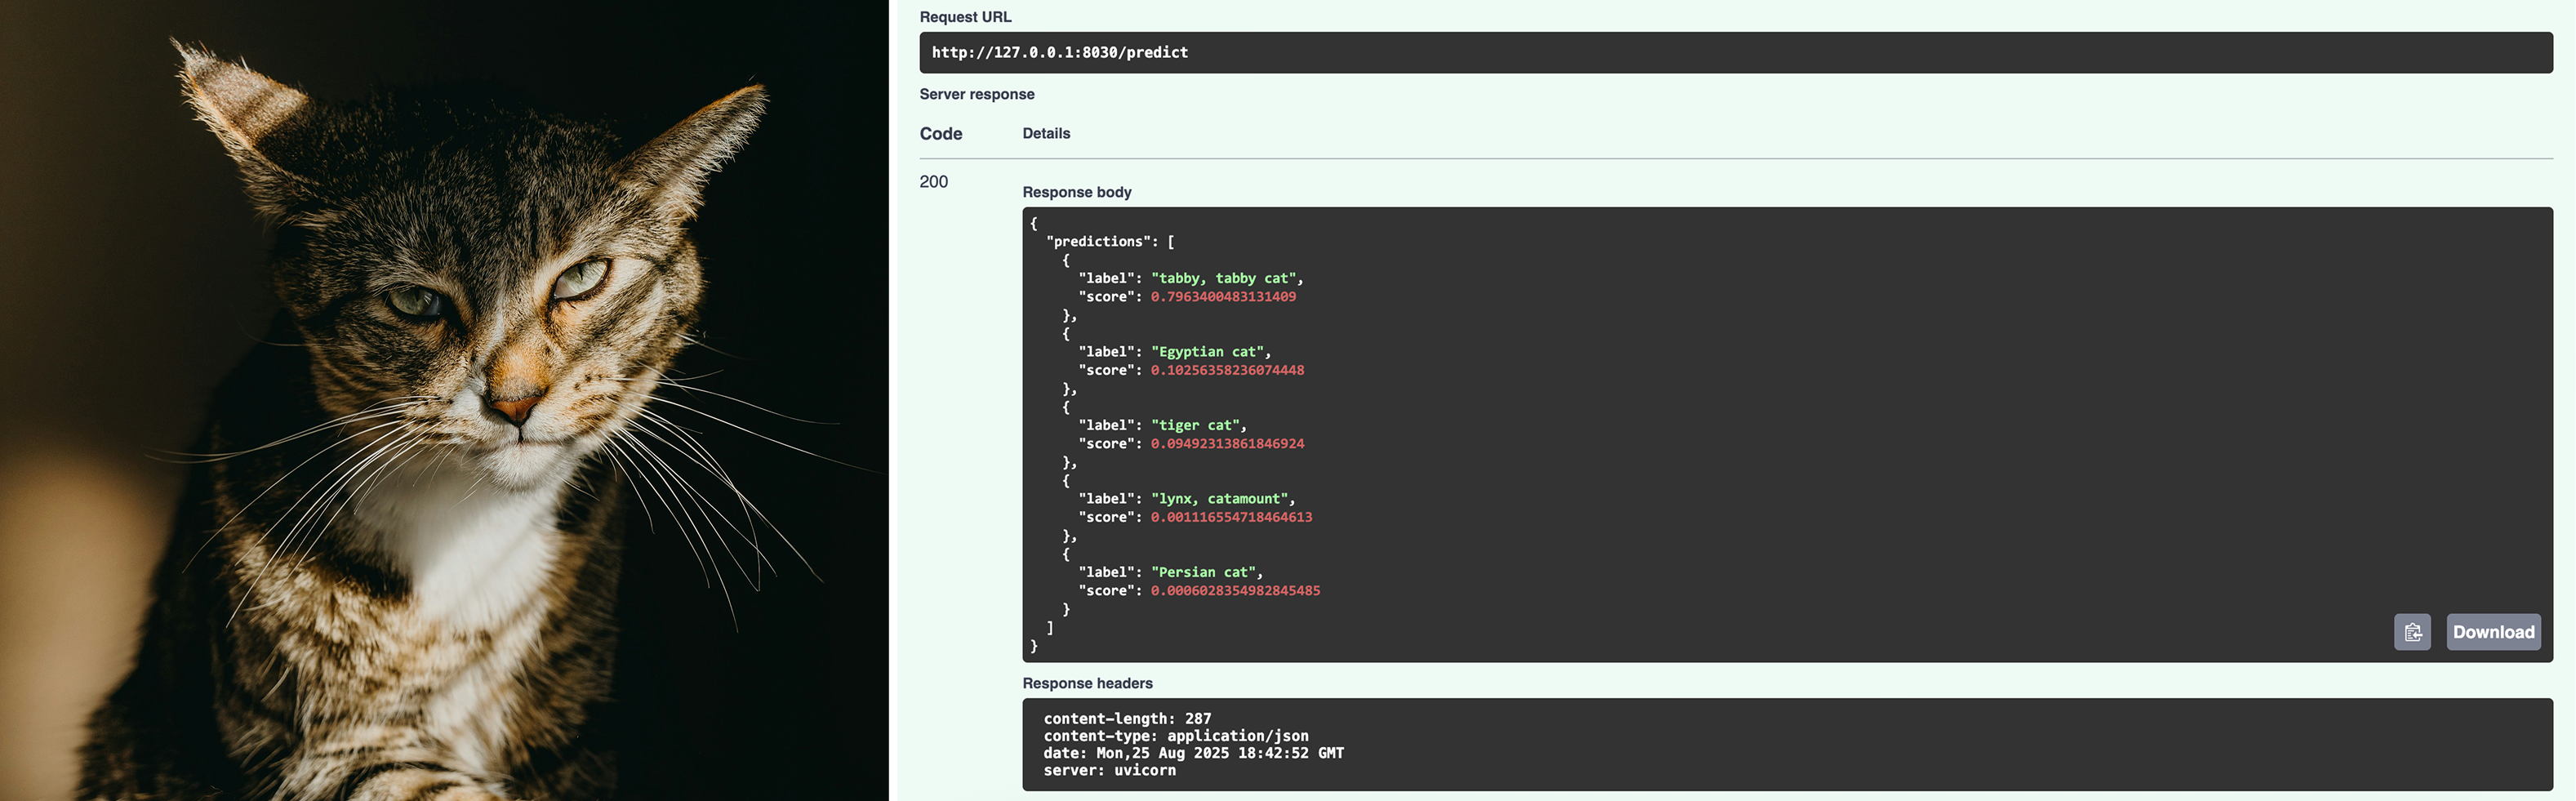 Request URL
http://127.0.0.1:8030/predict
Server response
Code Details
200
Response body
{
"predictions": [
{
"label": "tabby, tabby cat",
"score": 0.7963400483131409
},
{
"label": "Egyptian cat",
"score": 0.10256358236074448
},
{
"label": "tiger cat",
"score": 0.09492313861846924
},
{
"label": "lynx, catamount",
"score": 0.001116554718464613
},
{
"label": "Persian cat",
"score": 0.0006028354982845485
}
]
}
Download
Response headers
content-length: 287
content-type: application/json
date: Mon,25 Aug 2025 18:42:52 GMT
server: uvicorn